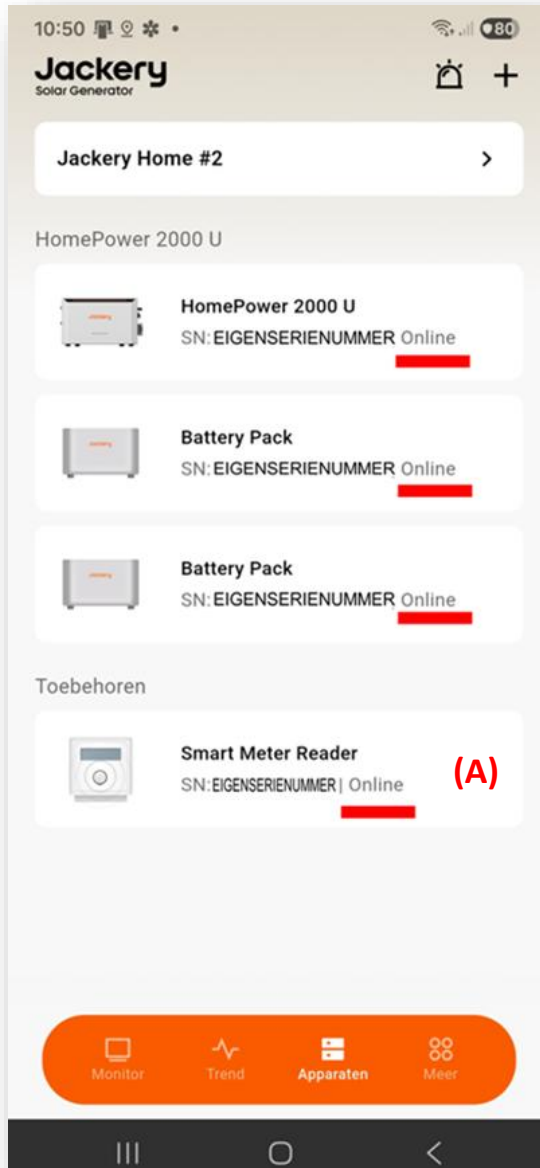 10:50
80
Jackery
Solar Generator
Jackery Home #2
HomePower 2000 U
HomePower 2000 U
SN: EIGENSERIENUMMER Online
Battery Pack
SN: EIGENSERIENUMMER Online
Battery Pack
SN: EIGENSERIENUMMER Online
Toebehoren
Smart Meter Reader
SN: EIGENSERIENUMMER | Online
(A)
Monitor Trend Apparaten Meer